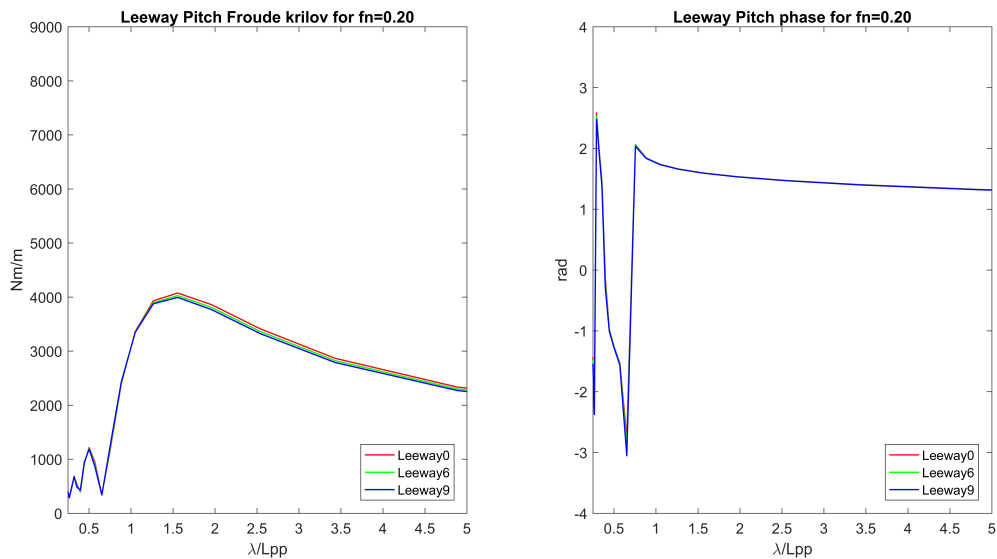 Leeway Pitch Froude krilov for fn=0.20
9000
8000
7000
6000
5000
4000
3000
2000
1000
0
Nm/m
0.5 1 1.5 2 2.5 3 3.5 4 4.5 5
λ/Lpp
Leeway0
Leeway6
Leeway9
Leeway Pitch phase for fn=0.20
4
3
2
1
0
-1
-2
-3
-4
rad
0.5 1 1.5 2 2.5 3 3.5 4 4.5 5
λ/Lpp
Leeway0
Leeway6
Leeway9